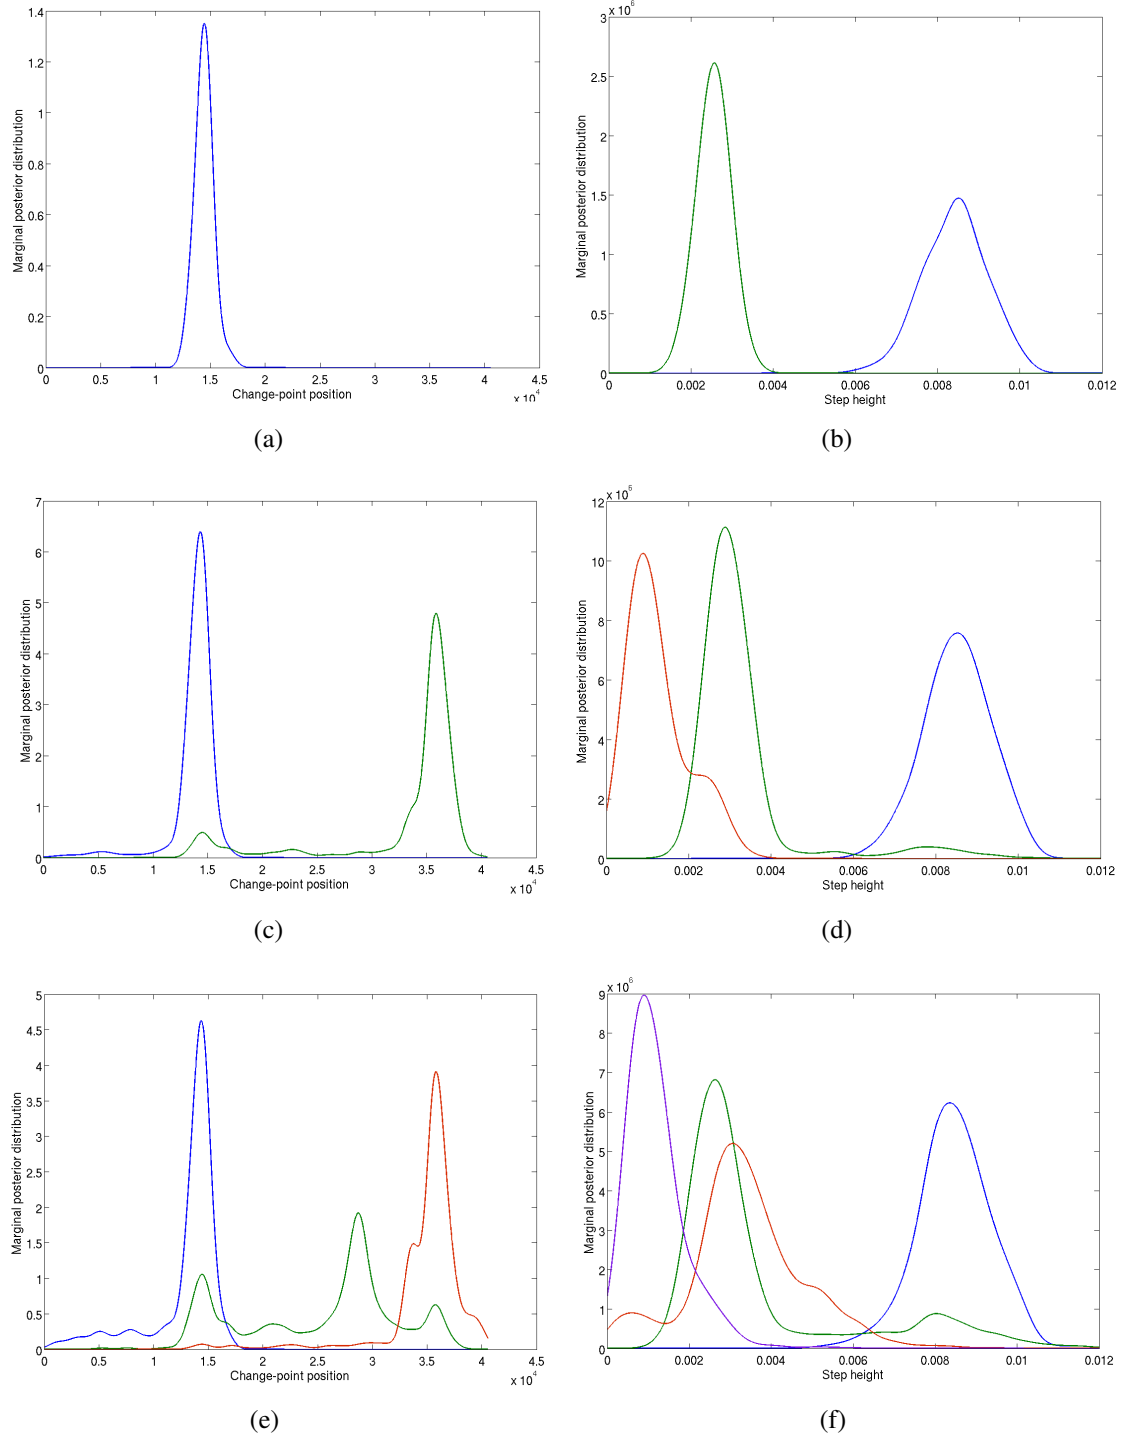 1.4
1.2
1
0.8
0.6
0.4
0.2
0
Marginal posterior distribution
0 0.5 1 1.5 2 2.5 3 3.5 4 4.5
Change-point position
x 10^4
(a)
x 10^6
3
2.5
2
1.5
1
0.5
0
Marginal posterior distribution
0 0.002 0.004 0.006 0.008 0.01 0.012
Step height
(b)
7
6
5
4
3
2
1
0
Marginal posterior distribution
0 0.5 1 1.5 2 2.5 3 3.5 4 4.5
Change-point position
x 10^4
(c)
x 10^6
12
10
8
6
4
2
0
Marginal posterior distribution
0 0.002 0.004 0.006 0.008 0.01 0.012
Step height
(d)
5
4.5
4
3.5
3
2.5
2
1.5
1
0.5
0
Marginal posterior distribution
0 0.5 1 1.5 2 2.5 3 3.5 4 4.5
Change-point position
x 10^4
(e)
x 10^6
9
8
7
6
5
4
3
2
1
0
Marginal posterior distribution
0 0.002 0.004 0.006 0.008 0.01 0.012
Step height
(f)